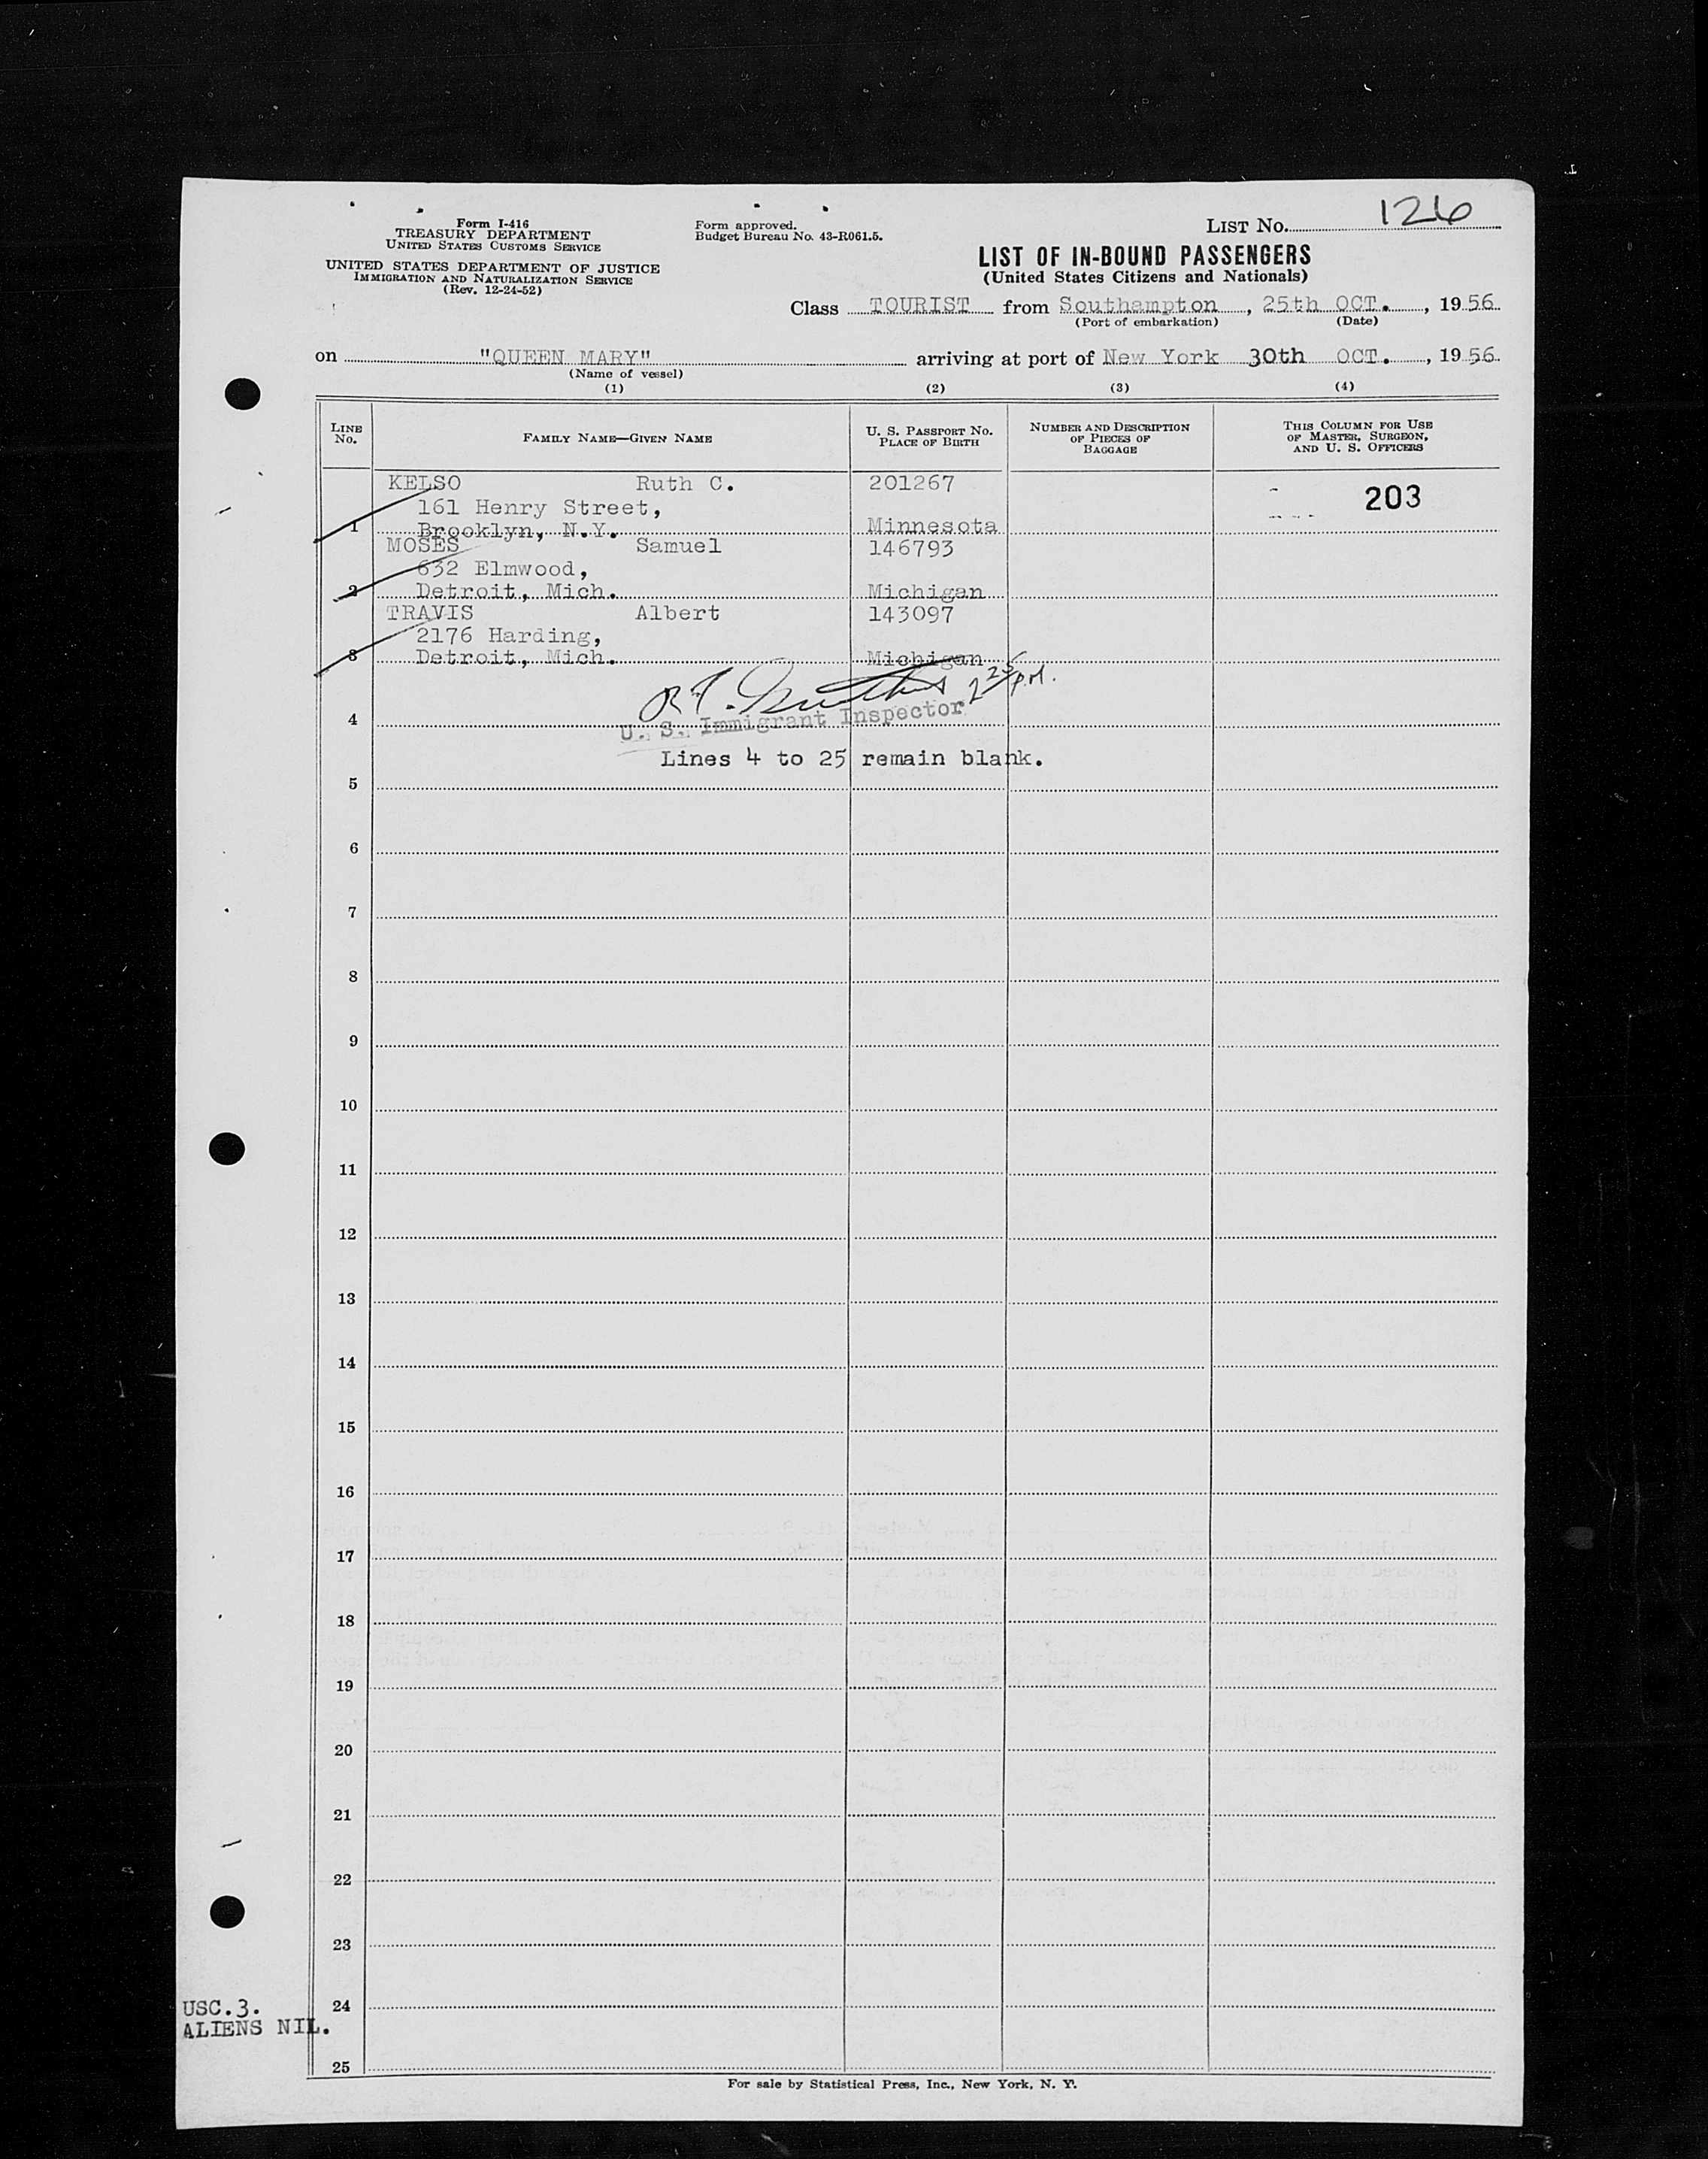 LIST NO. 126
Form I-416
TREASURY DEPARTMENT
UNITED STATES CUSTOMS SERVICE
UNITED STATES DEPARTMENT OF JUSTICE
IMMIGRATION AND NATURALIZATION SERVICE
(Rev. 12-24-52)
Form approved.
Budget Bureau No. 43-R061.5.
LIST OF IN-BOUND PASSENGERS
(United States Citizens and Nationals)
Class TOURIST from Southampton, 25th OCT., 1956
(Port of embarkation) (Date)
on "QUEEN MARY" arriving at port of New York 30th OCT., 1956
(Name of vessel)
(1) (2) (3) (4)
LINE NO.
FAMILY NAME—GIVEN NAME
U. S. PASSPORT NO.
PLACE OF BIRTH
NUMBER AND DESCRIPTION
OF PIECES OF
BAGGAGE
THIS COLUMN FOR USE
OF MASTER, SURGEON,
AND U. S. OFFICERS
KELSO Ruth C. 201267 203
161 Henry Street,
1 Brooklyn, N.Y. Minnesota
MOSES Samuel 146793
632 Elmwood,
2 Detroit, Mich. Michigan
TRAVIS Albert 143097
2176 Harding,
3 Detroit, Mich. Michigan
2 25/P.M.
4 U. S. Immigrant Inspector
Lines 4 to 25 remain blank.
5
6
7
8
9
10
11
12
13
14
15
16
17
18
19
20
21
22
23
24
USC.3.
ALIENS NIL.
25
For sale by Statistical Press, Inc., New York, N. Y.